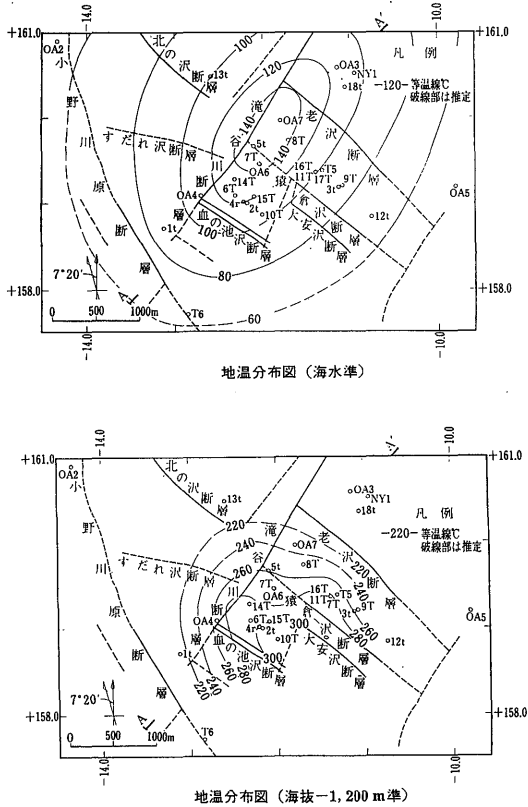 -14.0
-10.0
+161.0
+158.0
A
A
OA2
小野川原断層
北の沢断層
13t
100
120
140
140
滝谷川断層
老沢断層
すだれ沢断層
OA3
NY1
18t
凡例
—120— 等温線℃
破線部は推定
OA7
8T
5t
7T
OA6
14T
6T
4r
15T
2t
10T
16T
T5
11T
17T
9T
3t
猿倉沢断層
大安沢断層
血の池沢断層
OA4
1t
100
12t
OA5
80
60
T6
7°20′
0 500 1000m
-14.0
-10.0
地温分布図(海水準)
-14.0
-10.0
+161.0
+161.0
+158.0
+158.0
A
A
OA2
小野川原断層
北の沢断層
13t
220
240
260
滝谷川断層
老沢断層
すだれ沢断層
OA3
NY1
18t
凡例
—220— 等温線℃
破線部は推定
OA7
8T
5t
7T
OA6
14T
6T
15T
4r
2t
10T
16T
T5
11T
7T
3t
9T
220
240
260
280
300
300
猿倉沢断層
大安沢断層
血の池沢断層
OA4
1t
12t
OA5
220
240
260
280
T6
7°20′
0 500 1000m
-14.0
-10.0
地温分布図(海抜-1,200m準)